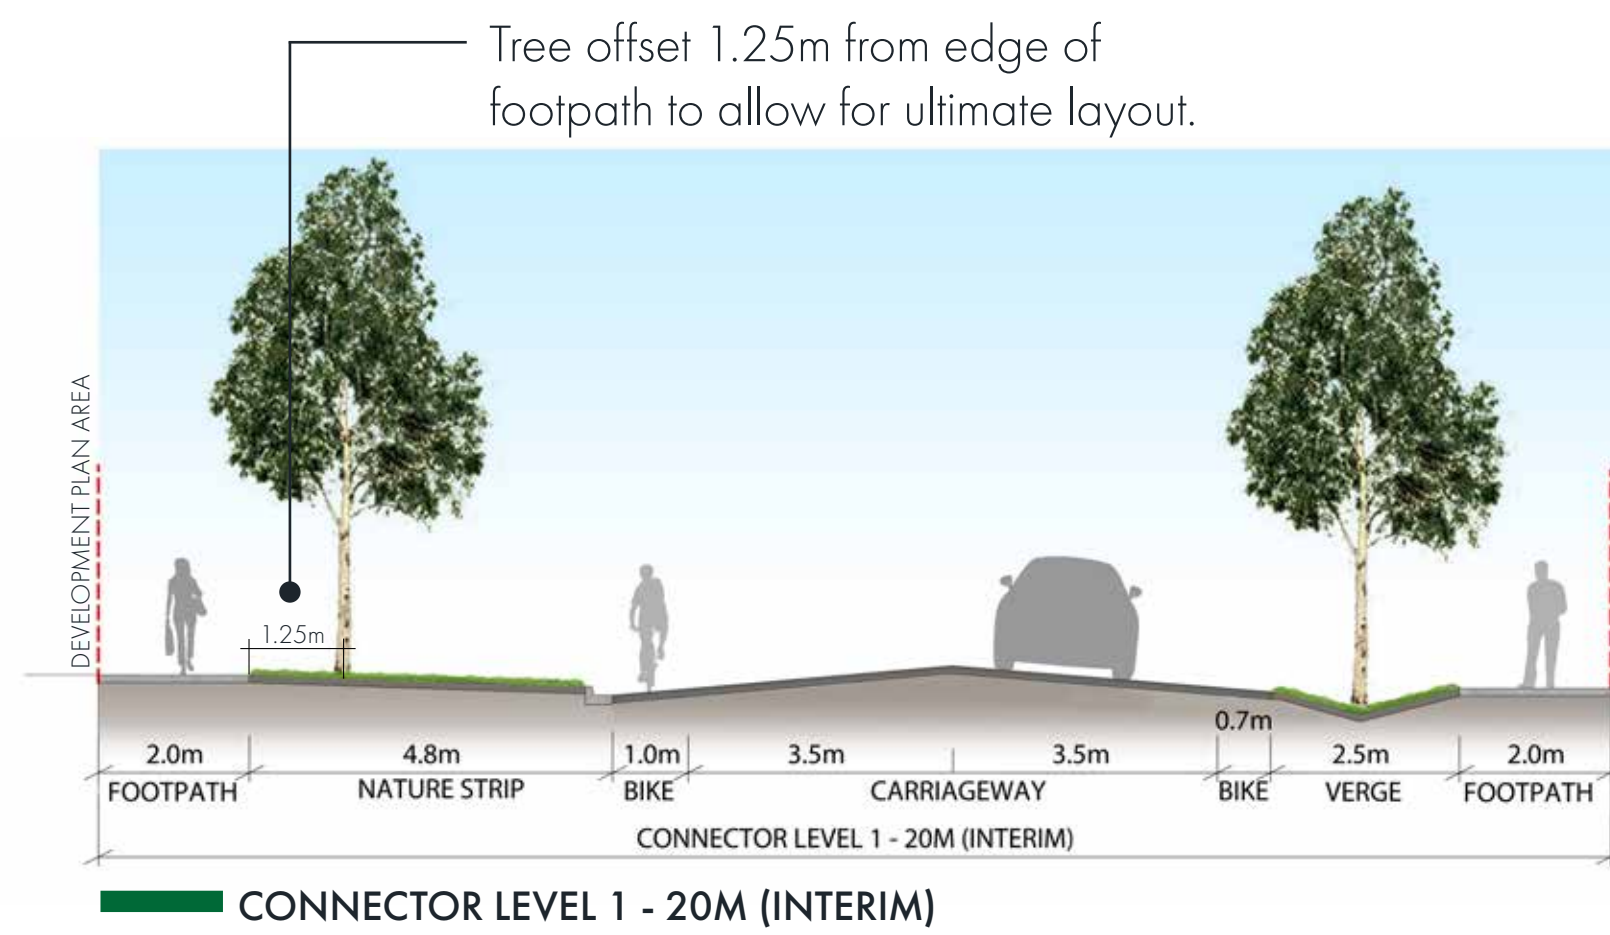 Tree offset 1.25m from edge of
footpath to allow for ultimate layout.
DEVELOPMENT PLAN AREA
1.25m
0.7m
2.0m 4.8m 1.0m 3.5m 3.5m 2.5m 2.0m
FOOTPATH NATURE STRIP BIKE CARRIAGEWAY BIKE VERGE FOOTPATH
CONNECTOR LEVEL 1 - 20M (INTERIM)
CONNECTOR LEVEL 1 - 20M (INTERIM)